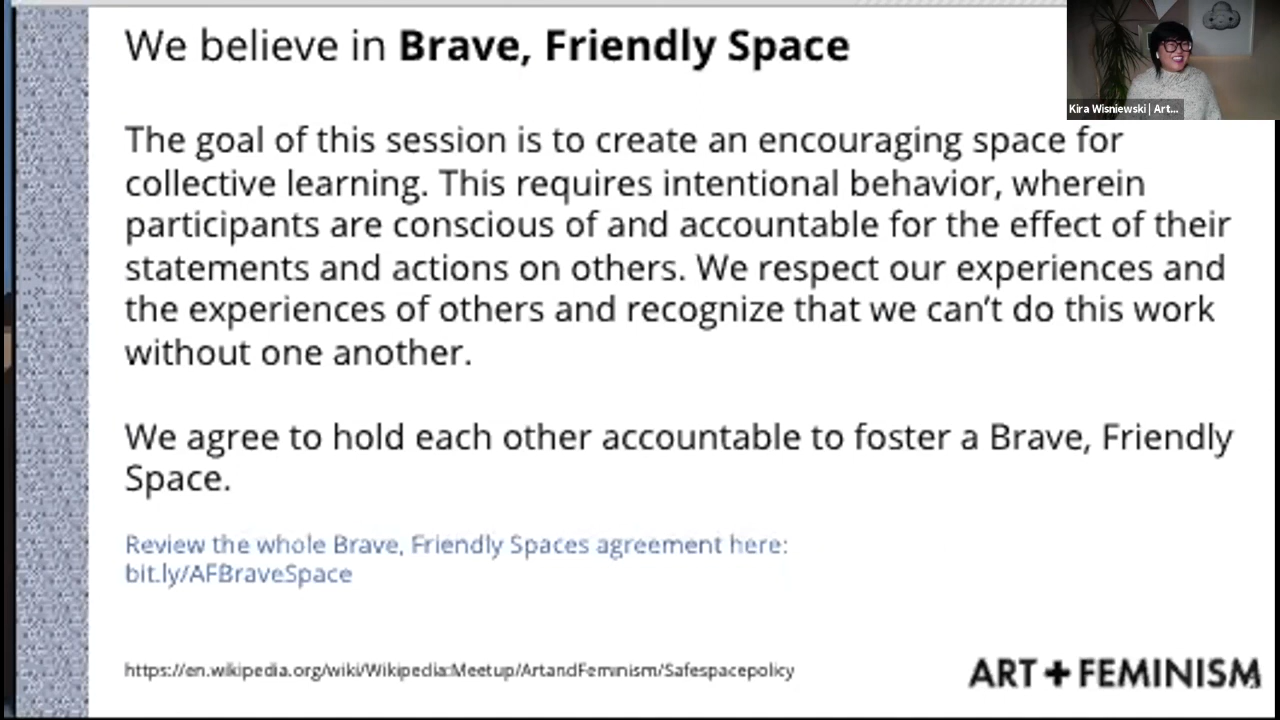 We believe in Brave, Friendly Space
Kira Wisniewski | Art...
The goal of this session is to create an encouraging space for
collective learning. This requires intentional behavior, wherein
participants are conscious of and accountable for the effect of their
statements and actions on others. We respect our experiences and
the experiences of others and recognize that we can’t do this work
without one another.
We agree to hold each other accountable to foster a Brave, Friendly
Space.
Review the whole Brave, Friendly Spaces agreement here:
bit.ly/AFBraveSpace
https://en.wikipedia.org/wiki/Wikipedia:Meetup/ArtandFeminism/Safespacepolicy
ART+FEMINISM